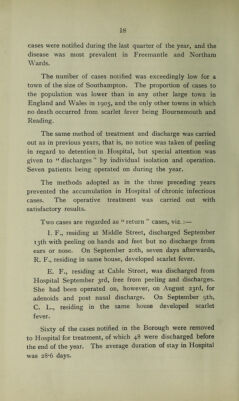 18
cases were notified during the last quarter of the year, and the
disease was most prevalent in Freemantle and Northam
Wards.
The number of cases notified was exceedingly low for a
town of the size of Southampton. The proportion of cases to
the population was lower than in any other large town in
England and Wales in 1905, and the only other towns in which
no death occurred from scarlet fever being Bournemouth and
Reading.
The same method of treatment and discharge was carried
out as in previous years, that is, no notice was taken of peeling
in regard to detention in Hospital, but special attention was
given to “discharges” by individual isolation and operation.
Seven patients being operated on during the year.
The methods adopted as in the three preceding years
prevented the accumulation in Hospital of chronic infectious
cases. The operative treatment was carried out with
satisfactory results.
Two cases are regarded as “return” cases, viz.:—
I. F., residing at Middle Street, discharged September
13th with peeling on hands and feet but no discharge from
ears or nose. On September 20th, seven days afterwards,
R. F., residing in same house, developed scarlet fever.
E. F., residing at Cable Street, was discharged from
Hospital September 3rd, free from peeling and discharges.
She had been operated on, however, on August 23rd, for
adenoids and post nasal discharge. On September 9th,
C. L., residing in the same house developed scarlet
fever.
Sixty of the cases notified in the Borough were removed
to Hospital for treatment, of which 48 were discharged before
the end of the year. The average duration of stay in Hospital
was 28·6 days.